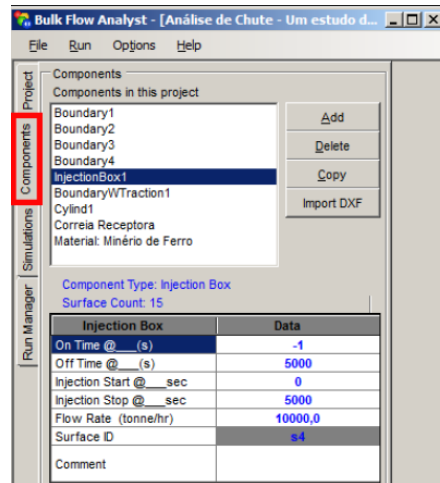 Bulk Flow Analyst - [Análise de Chute - Um estudo d...
File Run Options Help
Project
Components
Simulations
Run Manager
Components
Components in this project
Boundary1
Boundary2
Boundary3
Boundary4
InjectionBox1
BoundaryWTraction1
Cylind1
Correia Receptora
Material: Minério de Ferro
Add
Delete
Copy
Import DXF
Component Type: Injection Box
Surface Count: 15
Injection Box Data
On Time @___(s) -1
Off Time @___(s) 5000
Injection Start @___sec 0
Injection Stop @___sec 5000
Flow Rate (tonne/hr) 10000,0
Surface ID s4
Comment